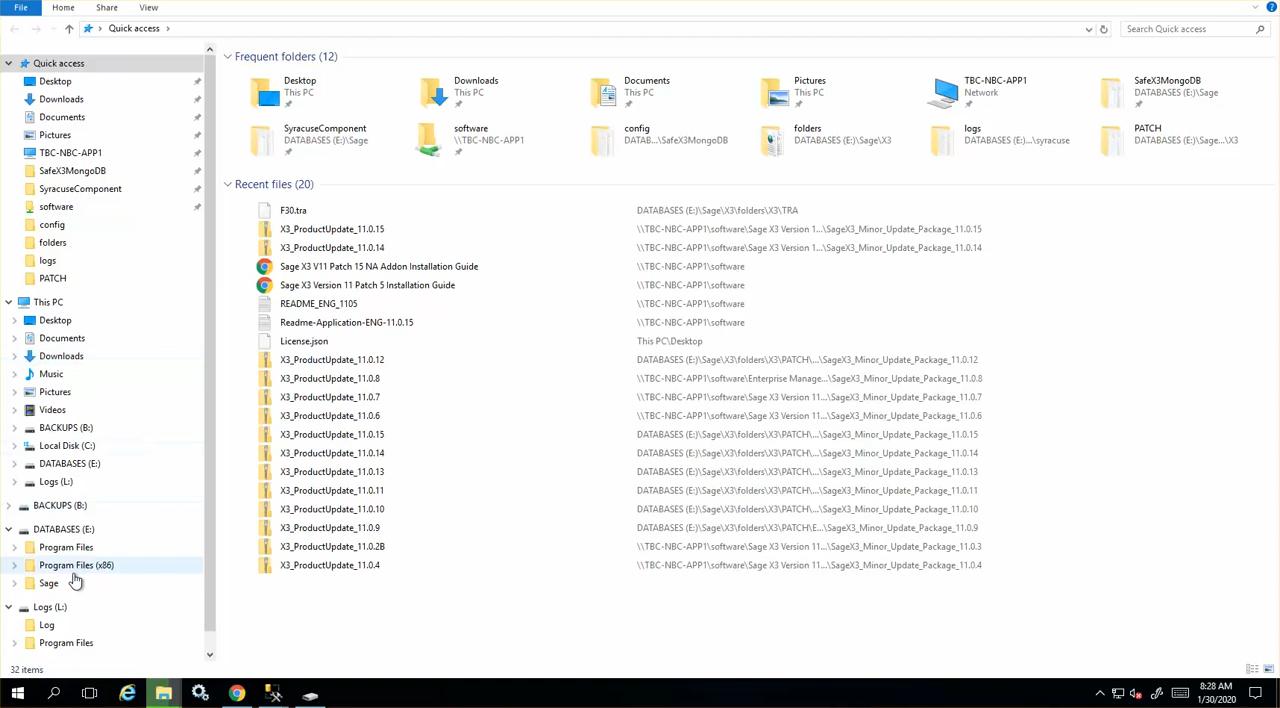 File Home Share View
Quick access
Search Quick access
Quick access
Desktop
Downloads
Documents
Pictures
TBC-NBC-APP1
SafeX3MongoDB
SyracuseComponent
software
config
folders
logs
PATCH
This PC
Desktop
Documents
Downloads
Music
Pictures
Videos
BACKUPS (B:)
Local Disk (C:)
DATABASES (E:)
Logs (L:)
BACKUPS (B:)
DATABASES (E:)
Program Files
Program Files (x86)
Sage
Logs (L:)
Log
Program Files
Frequent folders (12)
Desktop
This PC
Downloads
This PC
Documents
This PC
Pictures
This PC
TBC-NBC-APP1
Network
SafeX3MongoDB
DATABASES (E:)\Sage
SyracuseComponent
DATABASES (E:)\Sage
software
\\TBC-NBC-APP1
config
DATAB...\SafeX3MongoDB
folders
DATABASES (E:)\Sage\X3
logs
DATABASES (E:)...\syracuse
PATCH
DATABASES (E:)\Sage...\X3
Recent files (20)
F30.tra DATABASES (E:)\Sage\X3\folders\X3\TRA
X3_ProductUpdate_11.0.15 \\TBC-NBC-APP1\software\Sage X3 Version 1...\SageX3_Minor_Update_Package_11.0.15
X3_ProductUpdate_11.0.14 \\TBC-NBC-APP1\software\Sage X3 Version 1...\SageX3_Minor_Update_Package_11.0.14
Sage X3 V11 Patch 15 NA Addon Installation Guide \\TBC-NBC-APP1\software
Sage X3 Version 11 Patch 5 Installation Guide \\TBC-NBC-APP1\software
README_ENG_1105 \\TBC-NBC-APP1\software
Readme-Application-ENG-11.0.15 \\TBC-NBC-APP1\software
License.json This PC\Desktop
X3_ProductUpdate_11.0.12 DATABASES (E:)\Sage\X3\folders\X3\PATCH\...\SageX3_Minor_Update_Package_11.0.12
X3_ProductUpdate_11.0.8 \\TBC-NBC-APP1\software\Enterprise Manage...\SageX3_Minor_Update_Package_11.0.8
X3_ProductUpdate_11.0.7 \\TBC-NBC-APP1\software\Sage X3 Version 11...\SageX3_Minor_Update_Package_11.0.7
X3_ProductUpdate_11.0.6 \\TBC-NBC-APP1\software\Sage X3 Version 11...\SageX3_Minor_Update_Package_11.0.6
X3_ProductUpdate_11.0.15 DATABASES (E:)\Sage\X3\folders\X3\PATCH\...\SageX3_Minor_Update_Package_11.0.15
X3_ProductUpdate_11.0.14 DATABASES (E:)\Sage\X3\folders\X3\PATCH\...\SageX3_Minor_Update_Package_11.0.14
X3_ProductUpdate_11.0.13 DATABASES (E:)\Sage\X3\folders\X3\PATCH\...\SageX3_Minor_Update_Package_11.0.13
X3_ProductUpdate_11.0.11 DATABASES (E:)\Sage\X3\folders\X3\PATCH\...\SageX3_Minor_Update_Package_11.0.11
X3_ProductUpdate_11.0.10 DATABASES (E:)\Sage\X3\folders\X3\PATCH\...\SageX3_Minor_Update_Package_11.0.10
X3_ProductUpdate_11.0.9 DATABASES (E:)\Sage\X3\folders\X3\PATCH\E...\SageX3_Minor_Update_Package_11.0.9
X3_ProductUpdate_11.0.2B \\TBC-NBC-APP1\software\Sage X3 Version 11...\SageX3_Minor_Update_Package_11.0.3
X3_ProductUpdate_11.0.4 \\TBC-NBC-APP1\software\Sage X3 Version 11...\SageX3_Minor_Update_Package_11.0.4
32 items
8:28 AM
1/30/2020